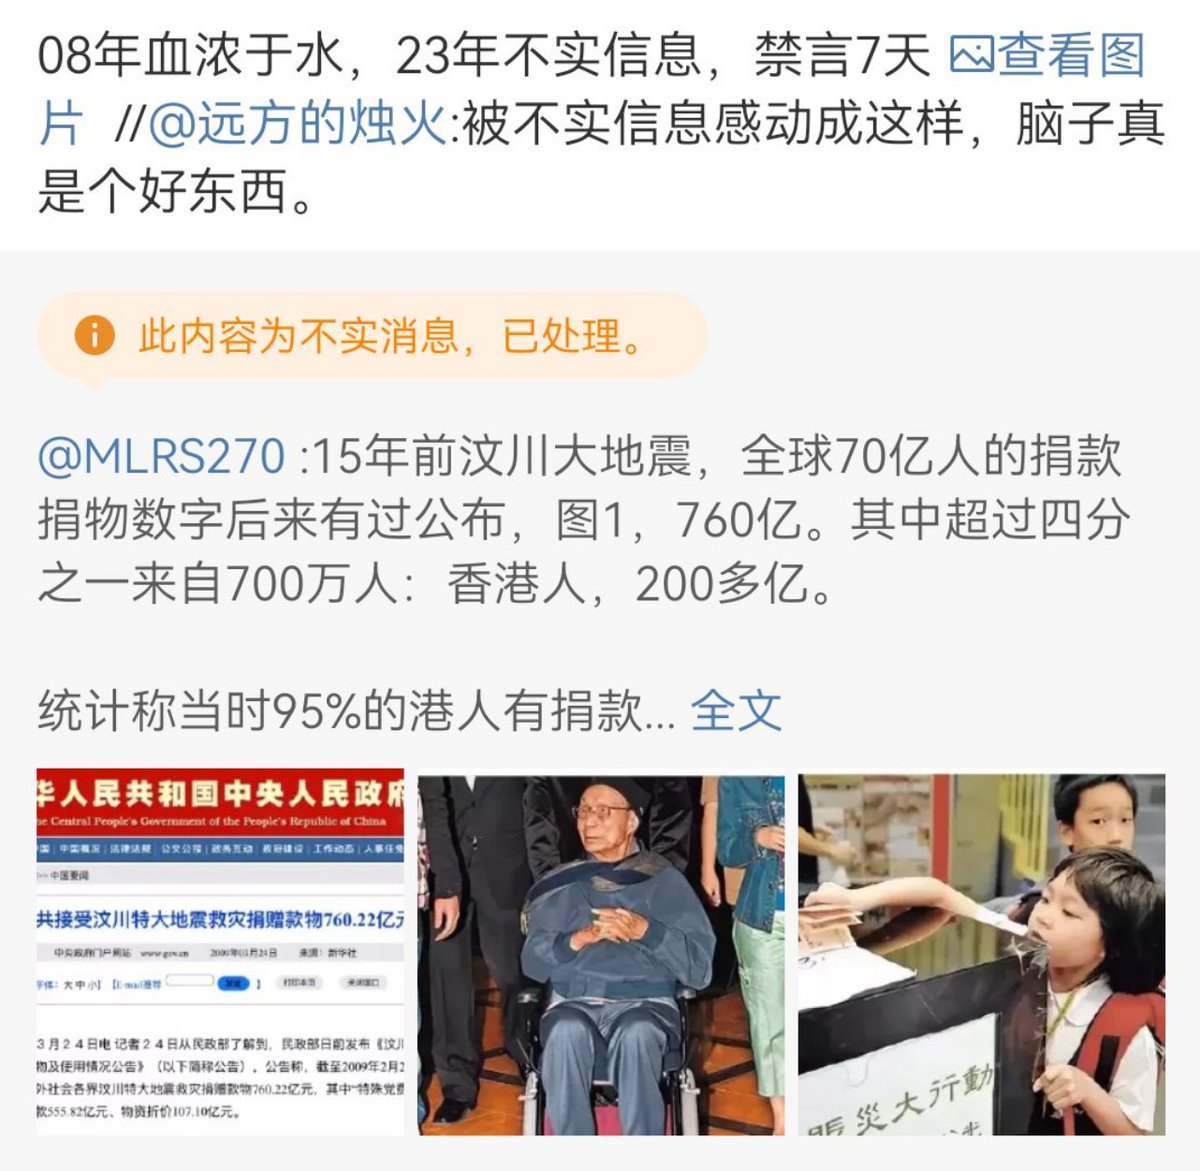 08年血浓于水，23年不实信息，禁言7天 查看图
片 //@远方的烛火:被不实信息感动成这样，脑子真
是个好东西。
此内容为不实消息，已处理。
@MLRS270 :15年前汶川大地震，全球70亿人的捐款
捐物数字后来有过公布，图1，760亿。其中超过四分
之一来自700万人：香港人，200多亿。
统计称当时95%的港人有捐款... 全文
华人民共和国中央人民政府
he Central People's Government of the People's Republic of China
国 | 中国概况 | 法律法规 | 公文公报 | 政务互动 | 政府建设 | 工作动态 | 人事任免
>> 中国要闻
共接受汶川特大地震救灾捐赠款物760.22亿元
中央政府门户网站 www.gov.cn 2009年03月24日 来源：新华社
字体：大 中 小】 【E-mail推荐 发送 】 打印本页 关闭窗口
3月24日电 记者24日从民政部了解到，民政部日前发布《汶川
物及使用情况公告》（以下简称公告）。公告称，截至2009年2月2
外社会各界汶川特大地震救灾捐赠款物760.22亿元，其中"特殊党费
款555.82亿元、物资折价107.10亿元。
賑災大行動